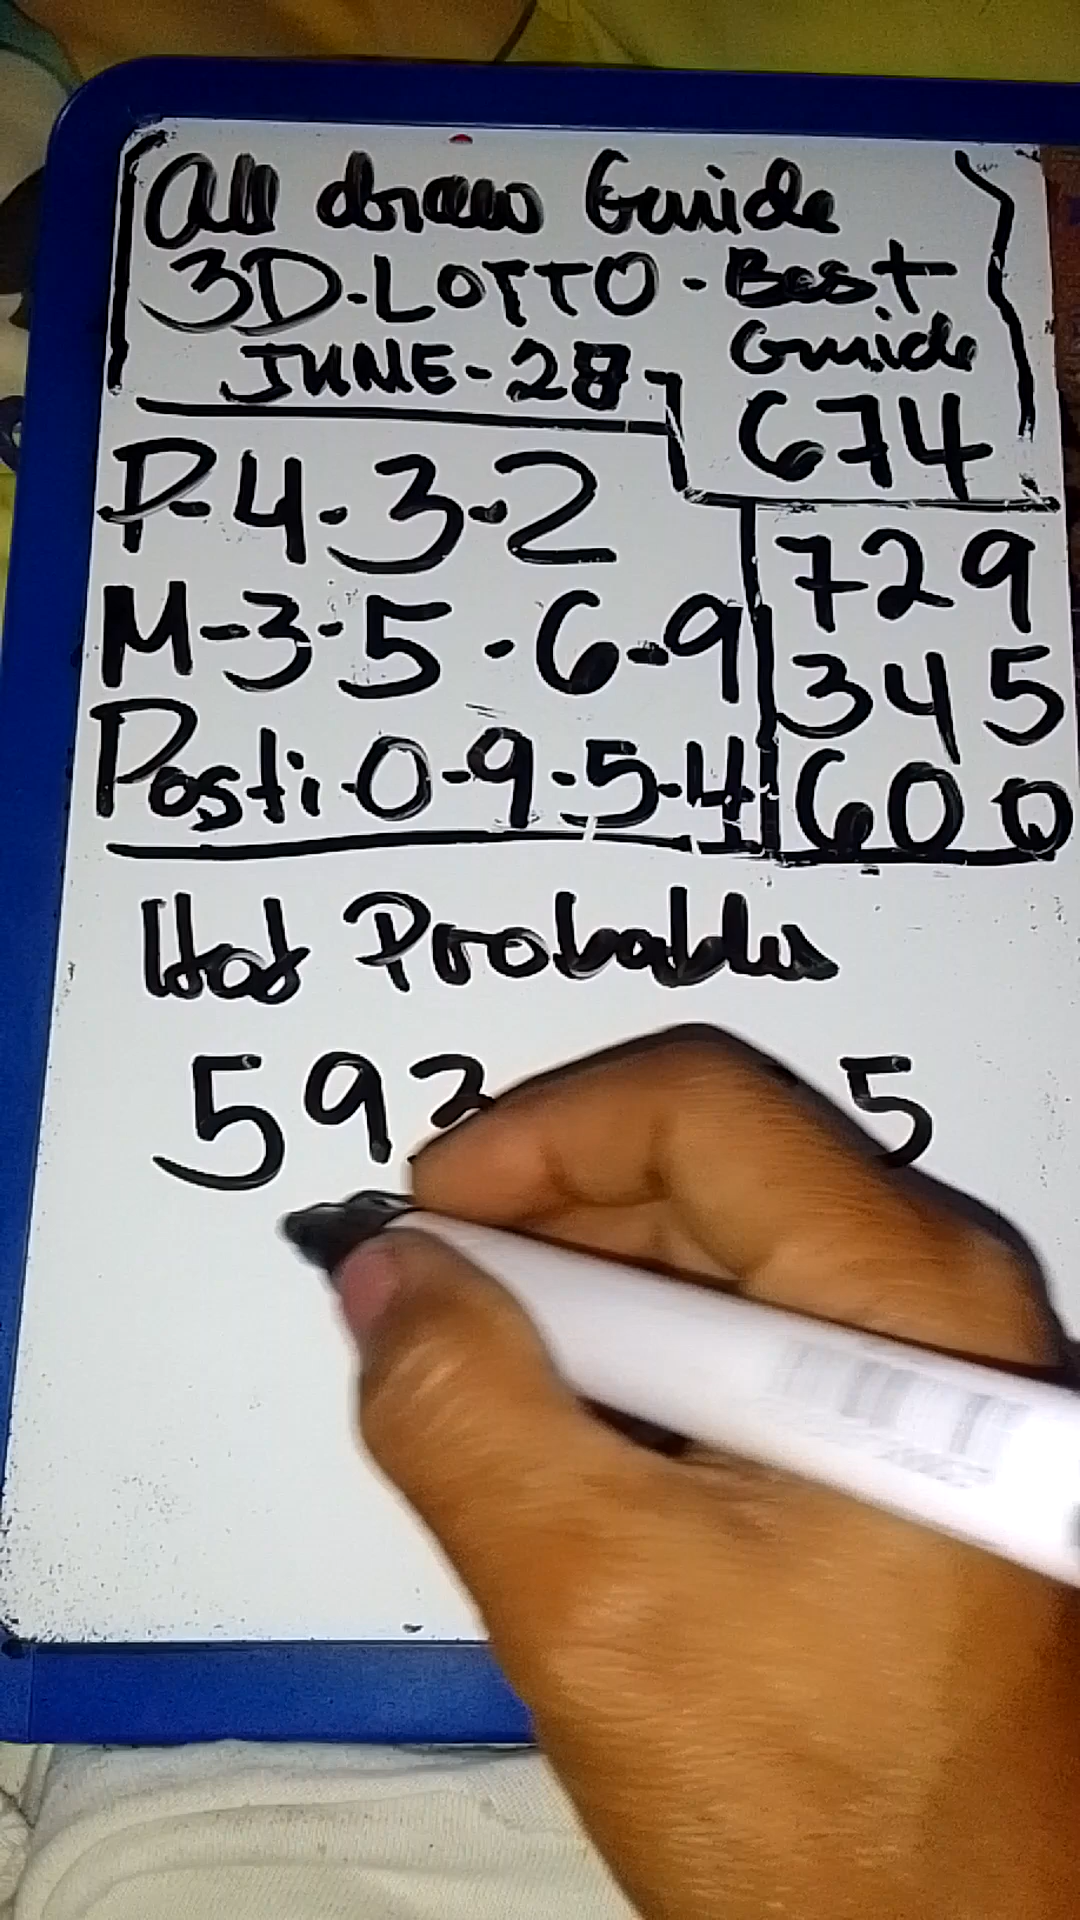 All draw Guide
3D-LOTTO - Best
Guide
JUNE-28
674
P-4-3-2
M-3-5-6-9
Posti-0-9-5-4
729
345
600
Hot Probables
59
5